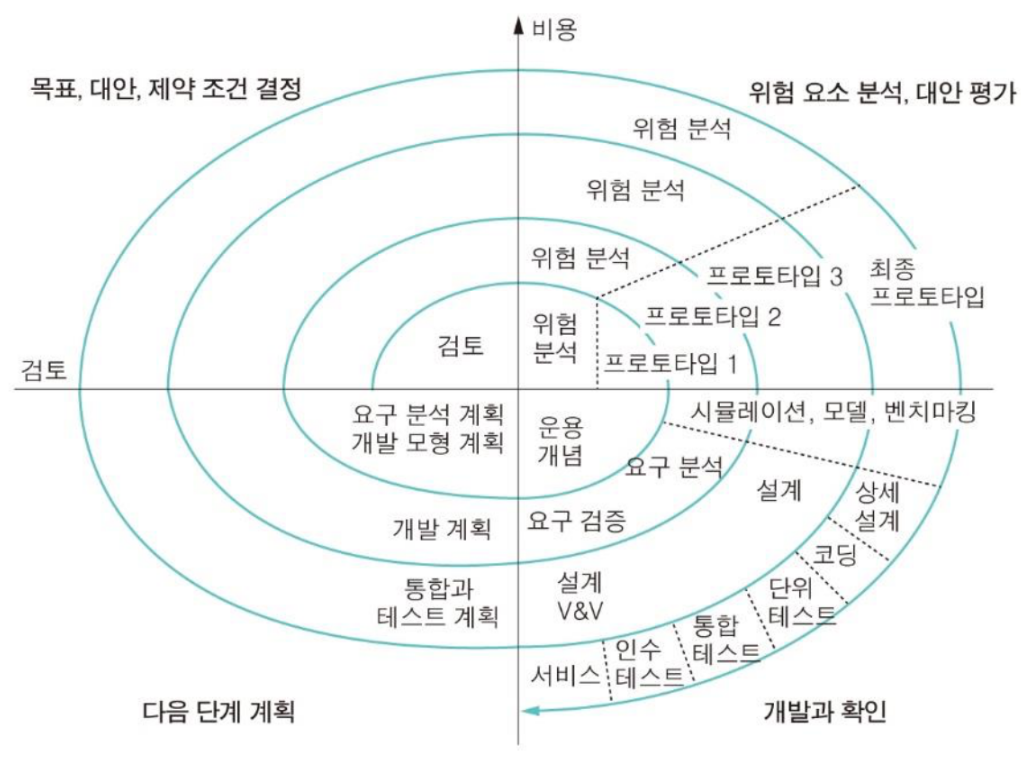 비용
목표, 대안, 제약 조건 결정
위험 요소 분석, 대안 평가
위험 분석
위험 분석
위험 분석
위험
분석
프로토타입 1
프로토타입 2
프로토타입 3
최종
프로토타입
검토
검토
요구 분석 계획
개발 모형 계획
운용
개념
시뮬레이션, 모델, 벤치마킹
요구 분석
설계
상세
설계
개발 계획
요구 검증
코딩
통합과
테스트 계획
설계
V&V
단위
테스트
통합
테스트
인수
테스트
서비스
다음 단계 계획
개발과 확인